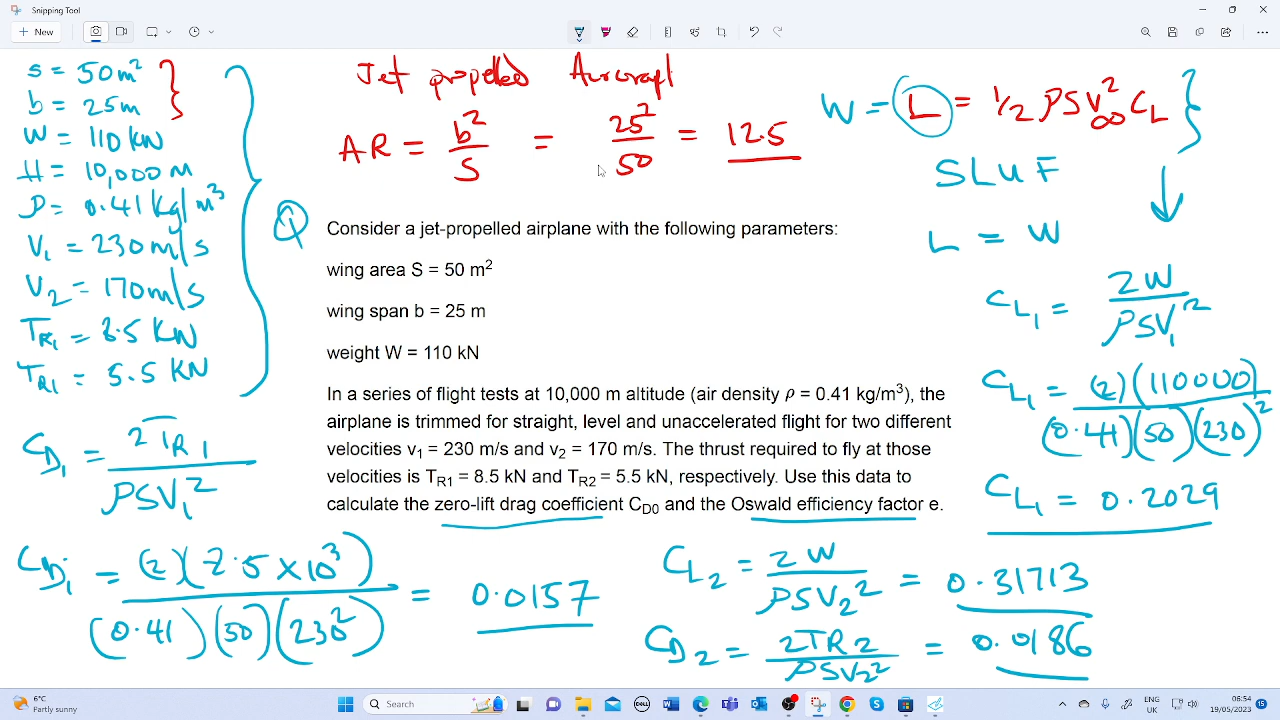 Snipping Tool
New
s = 50m²
b = 25m
W = 110 kN
H = 10,000 m
ρ = 0.41 kg/m³
V₁ = 230 m/s
V₂ = 170m/s
TR₁ = 8.5 KN
TR₁ = 5.5 KN
Jet propelled Aircraft
AR = b²/S = 25²/50 = 12.5
W = L = 1/2 ρSV∞² CL
SLUF
L = W
CL₁ = 2W/ρSV₁²
CL₁ = (2)(110000)/(0.41)(50)(230)²
CL₁ = 0.2029
Q
Consider a jet-propelled airplane with the following parameters:
wing area S = 50 m²
wing span b = 25 m
weight W = 110 kN
In a series of flight tests at 10,000 m altitude (air density ρ = 0.41 kg/m³), the
airplane is trimmed for straight, level and unaccelerated flight for two different
velocities v₁ = 230 m/s and v₂ = 170 m/s. The thrust required to fly at those
velocities is TR1 = 8.5 kN and TR2 = 5.5 kN, respectively. Use this data to
calculate the zero-lift drag coefficient CD0 and the Oswald efficiency factor e.
CD₁ = 2TR1/ρSV₁²
CD₁ = (2)(8.5×10³)/(0.41)(50)(230²) = 0.0157
CL₂ = 2W/ρSV₂² = 0.31713
CD₂ = 2TR2/ρSV₂² = 0.0186
6°C
Partly sunny
Search
ENG
UK
06:54
19/05/2023